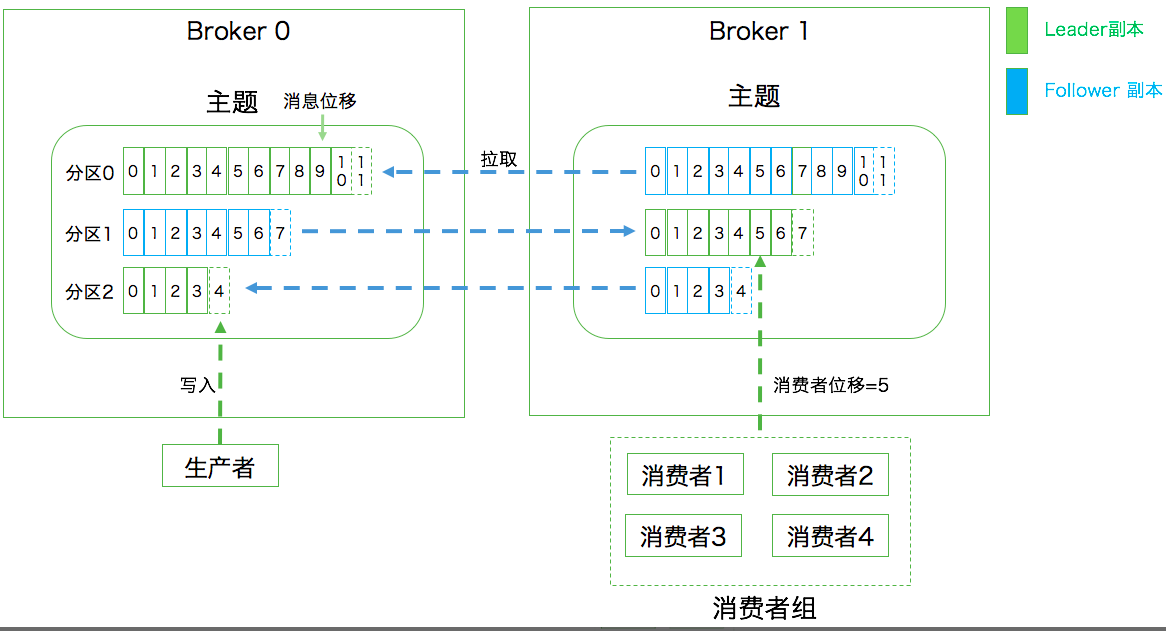 Broker 0
Broker 1
Leader副本
Follower 副本
主题
消息位移
主题
分区0
0 1 2 3 4 5 6 7 8 9 10 11
拉取
0 1 2 3 4 5 6 7 8 9 10 11
分区1
0 1 2 3 4 5 6 7
0 1 2 3 4 5 6 7
分区2
0 1 2 3 4
0 1 2 3 4
写入
消费者位移=5
生产者
消费者1
消费者2
消费者3
消费者4
消费者组